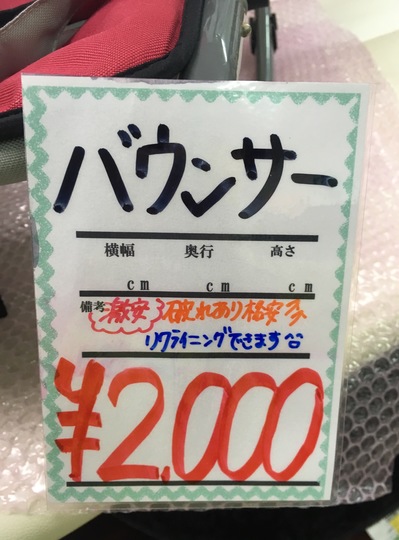 バウンサー
横幅 奥行 高さ
cm cm cm
備考 激安 破れあり格安
リクライニングできます
¥2,000